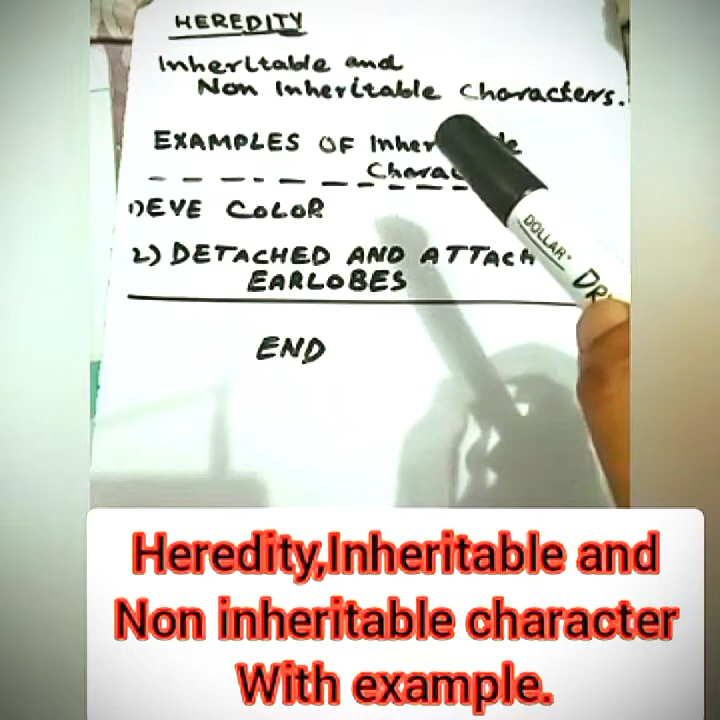 HEREDITY
Inheritable and
Non Inheritable Characters.
EXAMPLES OF
1) EYE COLOR
2) DETACHED AND ATTACH
EARLOBES
END
DOLLAR
Heredity,Inheritable and
Non inheritable character
With example.